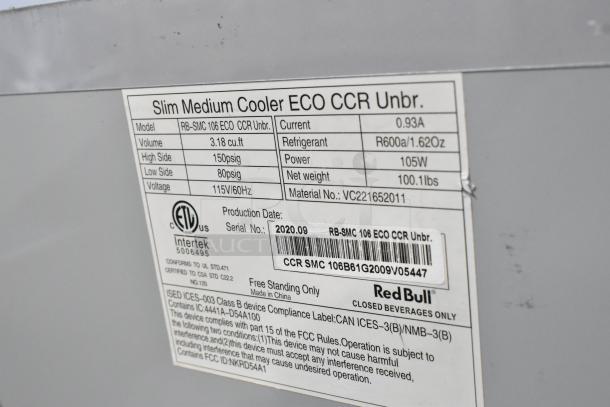 Slim Medium Cooler ECO CCR Unbr.
Model RB-SMC 106 ECO CCR Unbr. Current 0.93A
Volume 3.18 cu.ft Refrigerant R600a/1.62Oz
High Side 150psig Power 105W
Low Side 80psig Net weight 100.1lbs
Voltage 115V/60Hz Material No.: VC221652011
ETL
C US
Intertek
5006495
CONFORMS TO UL STD.471
CERTIFIED TO CSA STD C22.2
NO.120
Production Date:
Serial No.: 2020.09 RB-SMC 106 ECO CCR Unbr.
CCR SMC 106B61G2009V05447
Free Standing Only
Made in China
Red Bull
CLOSED BEVERAGES ONLY
ISED ICES-003 Class B device Compliance Label:CAN ICES-3(B)/NMB-3(B)
Contains IC:4441A-D54A100
This device complies with part 15 of the FCC Rules.Operation is subject to
the following two conditions:(1)This device may not cause harmful
interference,and(2)this device must accept any interference received,
including interference that may cause undesired operation.
Contains FCC ID:NKRD54A1